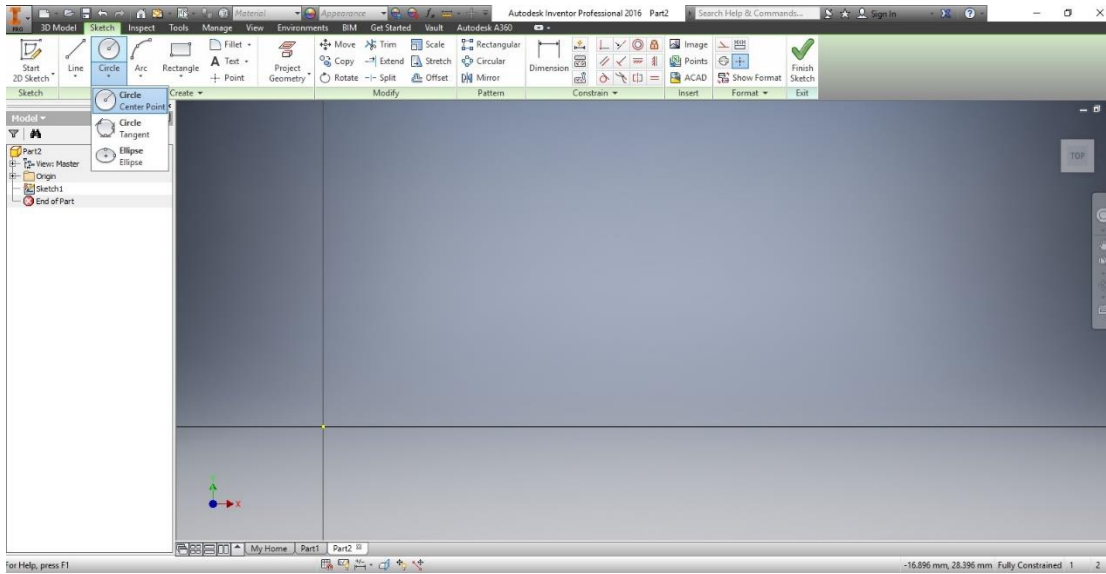 PRO
Material
Appearance
Autodesk Inventor Professional 2016 Part2
Search Help & Commands...
Sign In
3D Model Sketch Inspect Tools Manage View Environments BIM Get Started Vault Autodesk A360
Start
2D Sketch
Line
Circle
Arc
Rectangle
Fillet
Text
Point
Project
Geometry
Move Trim Scale
Copy Extend Stretch
Rotate Split Offset
Rectangular
Circular
Mirror
Dimension
Image
Points
ACAD
Show Format
Finish
Sketch
Sketch Create Modify Pattern Constrain Insert Format Exit
Circle
Center Point
Circle
Tangent
Ellipse
Ellipse
Model
Part2
View: Master
Origin
Sketch1
End of Part
TOP
Y
X
My Home Part1 Part2
For Help, press F1
-16.896 mm, 28.396 mm Fully Constrained 1 2